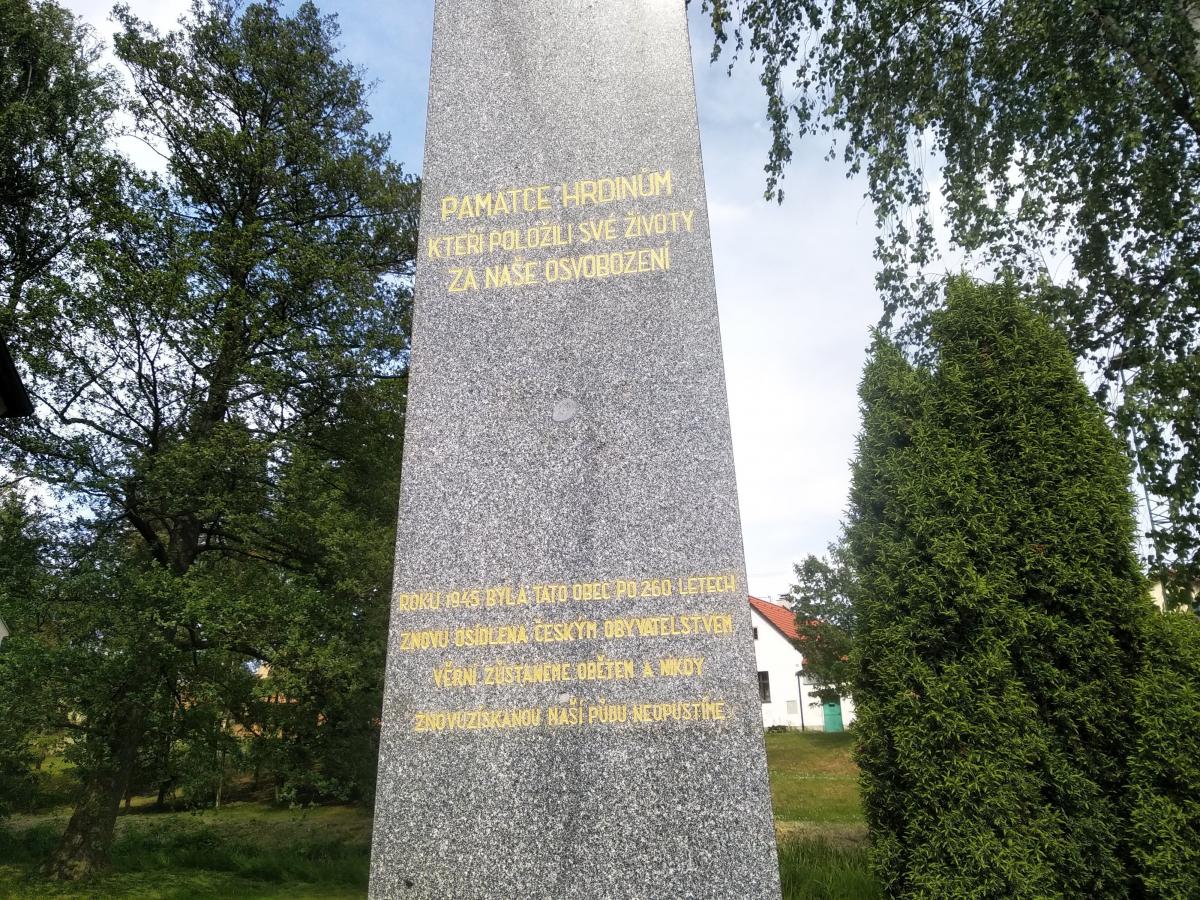 PAMÁTCE HRDINŮM
KTEŘÍ POLOŽILI SVÉ ŽIVOTY
ZA NAŠE OSVOBOZENÍ
ROKU 1945 BYLA TATO OBEC PO 260 LETECH
ZNOVU OSÍDLENA ČESKÝM OBYVATELSTVEM
VĚRNI ZŮSTANEME OBĚTEM A NIKDY
ZNOVUZÍSKANOU NAŠÍ PŮDU NEOPUSTÍME.